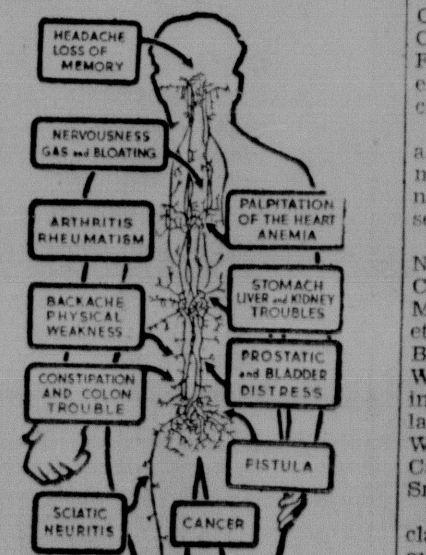 HEADACHE
LOSS OF
MEMORY
NERVOUSNESS
GAS and BLOATING
PALPITATION
OF THE HEART
ANEMIA
ARTHRITIS
RHEUMATISM
STOMACH
LIVER and KIDNEY
TROUBLES
BACKACHE
PHYSICAL
WEAKNESS
PROSTATIC
and BLADDER
DISTRESS
CONSTIPATION
AND COLON
TROUBLE
FISTULA
SCIATIC
NEURITIS
CANCER